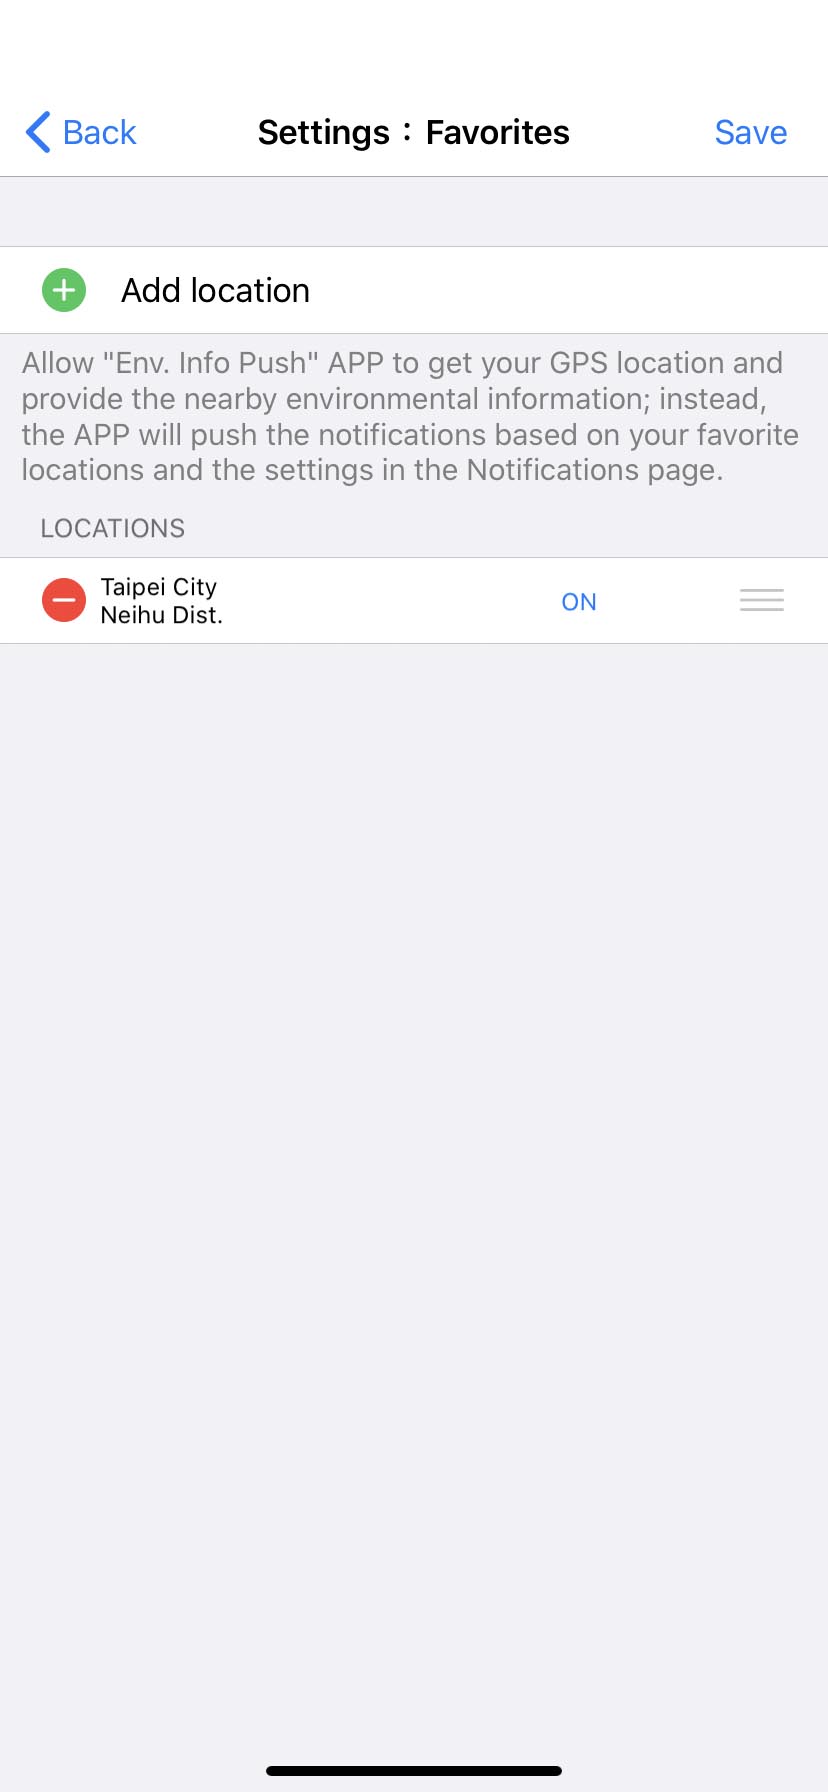 Back
Settings : Favorites
Save
Add location
Allow "Env. Info Push" APP to get your GPS location and
provide the nearby environmental information; instead,
the APP will push the notifications based on your favorite
locations and the settings in the Notifications page.
LOCATIONS
Taipei City
Neihu Dist.
ON